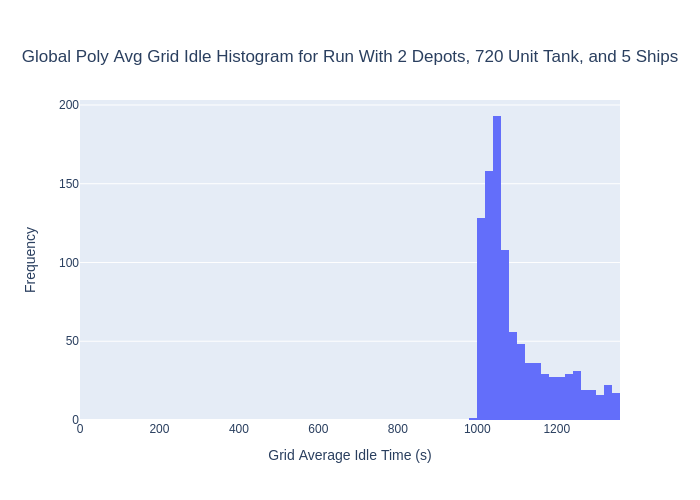 Global Poly Avg Grid Idle Histogram for Run With 2 Depots, 720 Unit Tank, and 5 Ships
200
150
100
50
0
Frequency
0 200 400 600 800 1000 1200
Grid Average Idle Time (s)